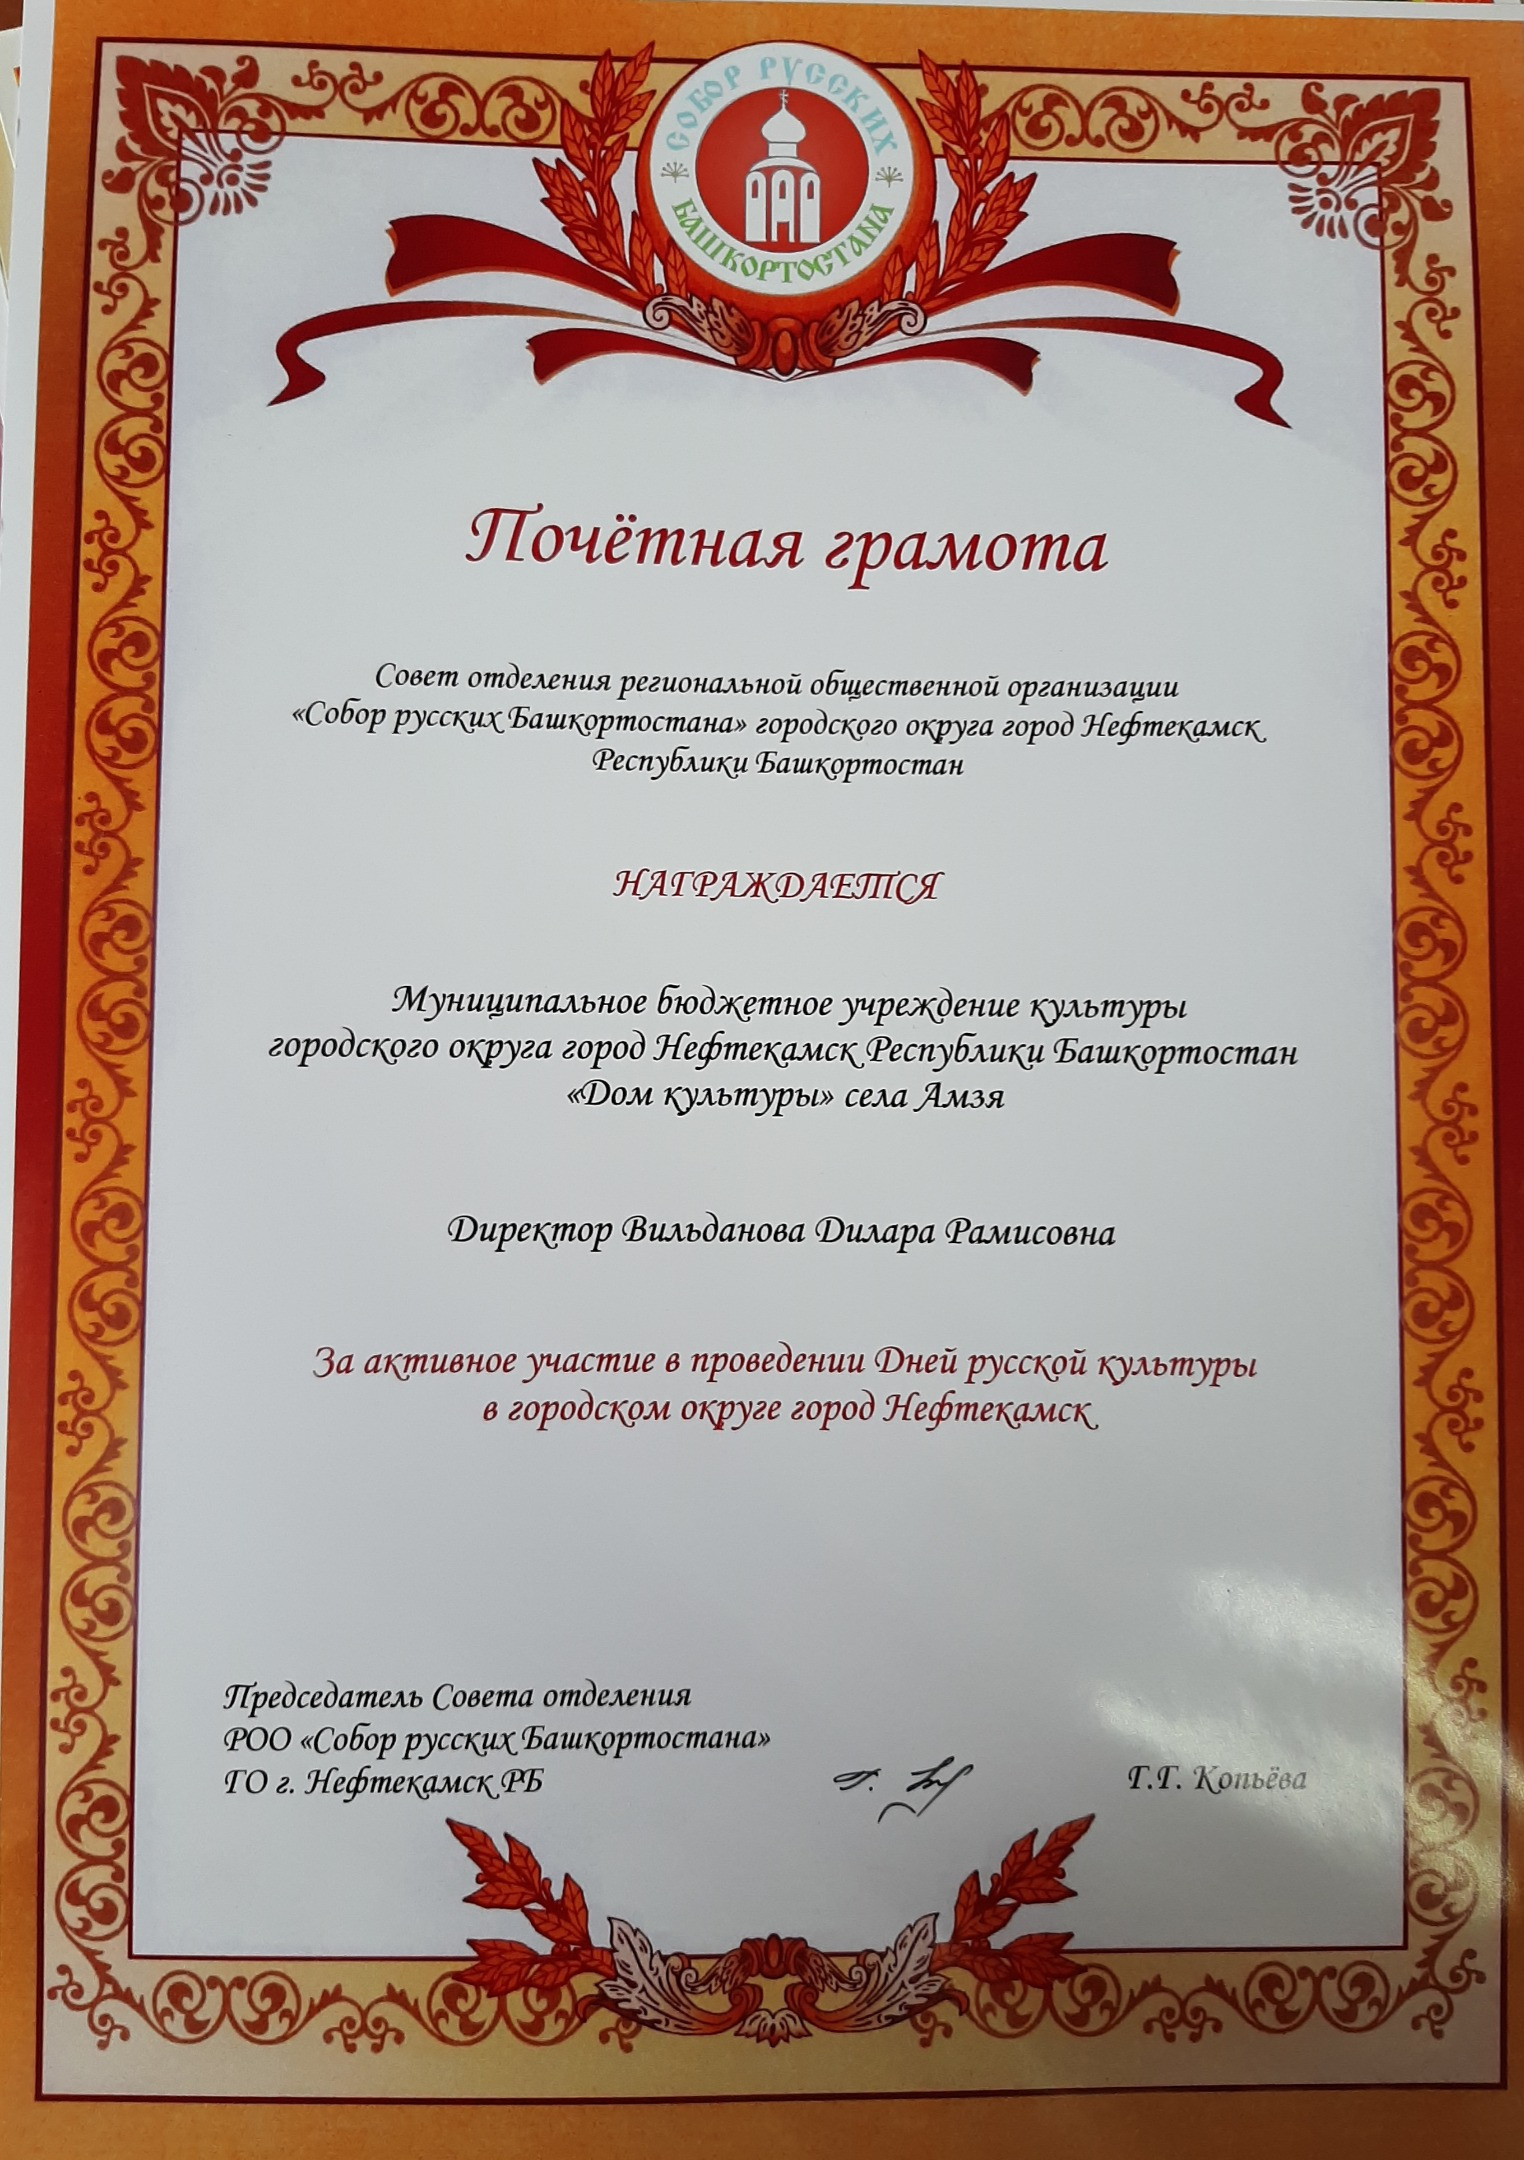 СОБОР РУССКИХ
БАШКОРТОСТАНА
Почётная грамота
Совет отделения региональной общественной организации
«Собор русских Башкортостана» городского округа город Нефтекамск
Республики Башкортостан
НАГРАЖДАЕТСЯ
Муниципальное бюджетное учреждение культуры
городского округа город Нефтекамск Республики Башкортостан
«Дом культуры» села Амзя
Директор Вильданова Дилара Рамисовна
За активное участие в проведении Дней русской культуры
в городском округе город Нефтекамск
Председатель Совета отделения
РОО «Собор русских Башкортостана»
ГО г. Нефтекамск РБ
Г.Г. Копьёва